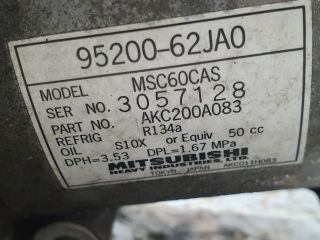 95200-62JA0
MODEL MSC60CAS
SER NO. 3057128
PART NO. AKC200A083
REFRIG R134a
OIL S10X or Equiv 50 cc
DPH=3.53 DPL=1.67 MPa
MITSUBISHI
HEAVY INDUSTRIES, LTD.
TOKYO, JAPAN AKC011H083